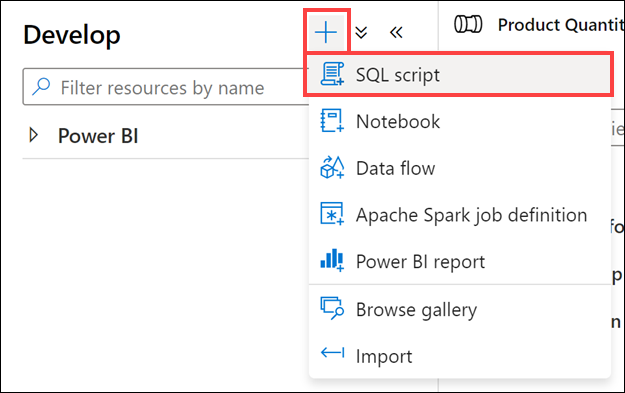 Develop
Product Quantit
Filter resources by name
Power BI
SQL script
Notebook
Data flow
Apache Spark job definition
Power BI report
Browse gallery
Import